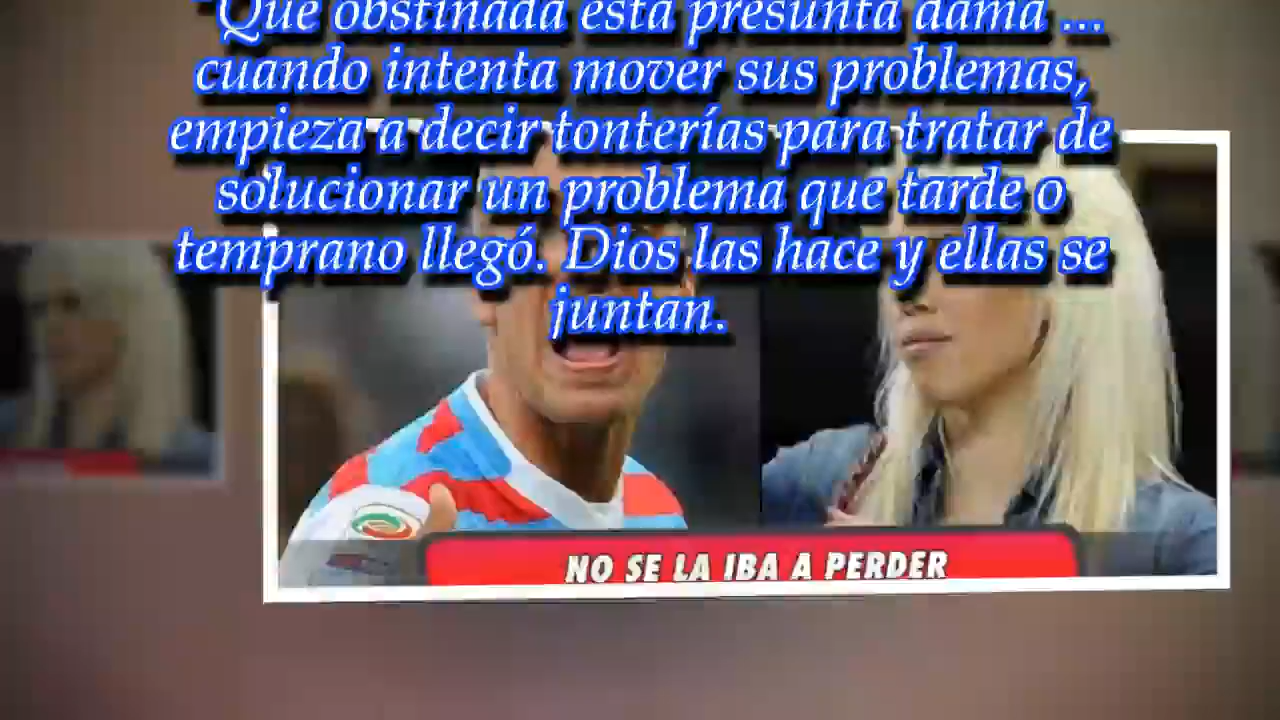 "Que obstinada esta presunta dama ...
cuando intenta mover sus problemas,
empieza a decir tonterías para tratar de
solucionar un problema que tarde o
temprano llegó. Dios las hace y ellas se
juntan.
NO SE LA IBA A PERDER